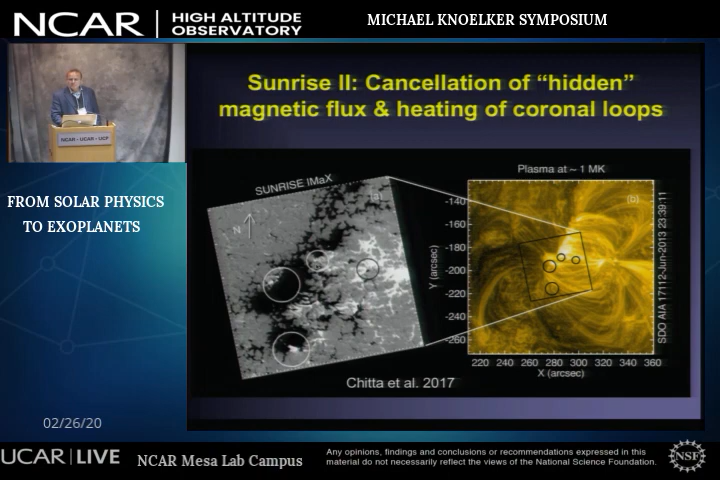 NCAR
HIGH ALTITUDE
OBSERVATORY
MICHAEL KNOELKER SYMPOSIUM
NCAR - UCAR - UCP
FROM SOLAR PHYSICS
TO EXOPLANETS
Sunrise II: Cancellation of “hidden”
magnetic flux & heating of coronal loops
SUNRISE IMaX
N
Plasma at ~ 1 MK
(b)
-140
-160
-180
-200
-220
-240
-260
Y (arcsec)
220 240 260 280 300 320 340 360
X (arcsec)
SDO AIA 171 12-Jun-2013 23:39:11
Chitta et al. 2017
02/26/20
UCAR | LIVE
NCAR Mesa Lab Campus
Any opinions, findings and conclusions or recommendations expressed in this
material do not necessarily reflect the views of the National Science Foundation.
NSF